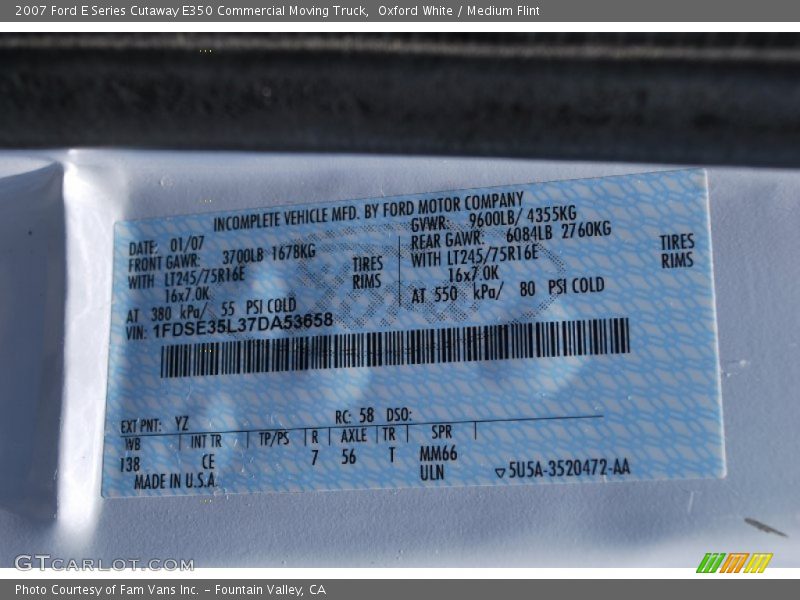 2007 Ford E Series Cutaway E350 Commercial Moving Truck, Oxford White / Medium Flint
INCOMPLETE VEHICLE MFD. BY FORD MOTOR COMPANY
DATE: 01/07 GVWR: 9600LB/ 4355KG
FRONT GAWR: 3700LB 1678KG REAR GAWR: 6084LB 2760KG
WITH LT245/75R16E TIRES WITH LT245/75R16E TIRES
16x7.0K RIMS 16x7.0K RIMS
AT 380 kPa/ 55 PSI COLD AT 550 kPa/ 80 PSI COLD
VIN: 1FDSE35L37DA53658
EXT PNT: YZ RC: 58 DSO:
WB INT TR TP/PS R AXLE TR SPR
138 CE 7 56 T MM66
MADE IN U.S.A. ULN ▽5U5A-3520472-AA
GTCARLOT.COM
Photo Courtesy of Fam Vans Inc. - Fountain Valley, CA